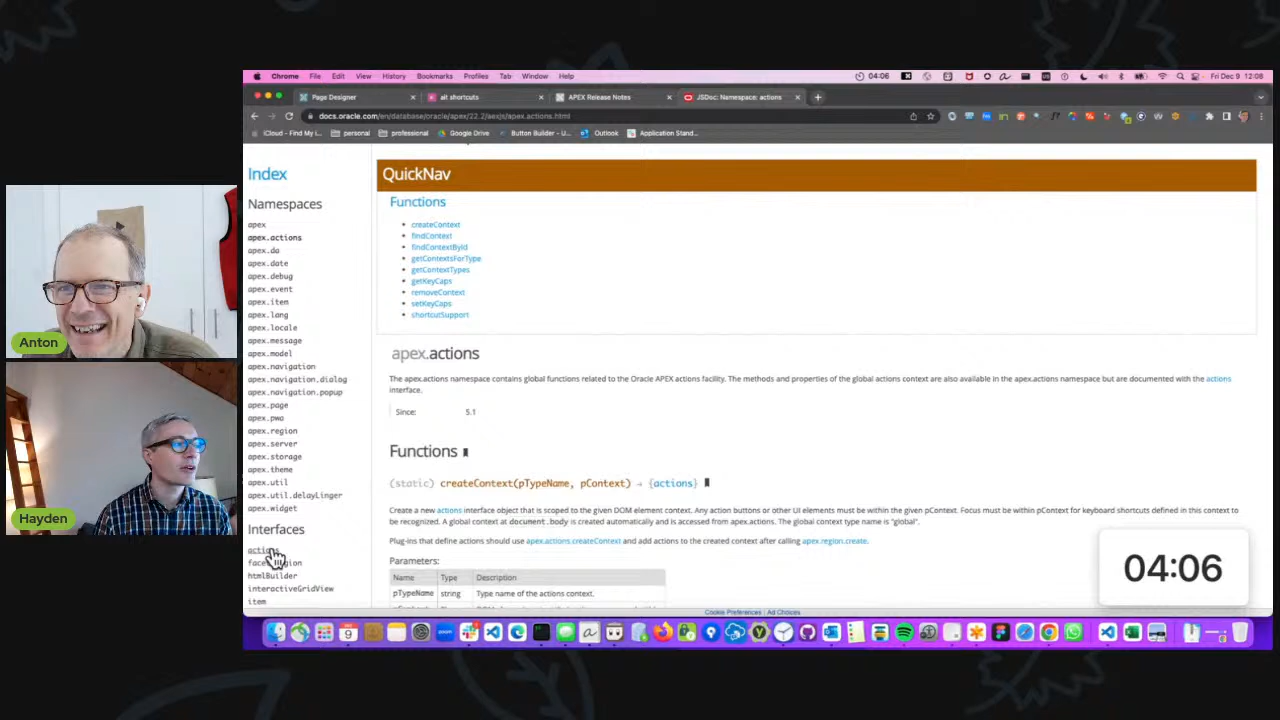 Chrome File Edit View History Bookmarks Profiles Tab Window Help
04:06
Fri Dec 9 12:08
Page Designer
alt shortcuts
APEX Release Notes
JSDoc: Namespace: actions
docs.oracle.com/en/database/oracle/apex/22.2/aexjs/apex.actions.html
iCloud - Find My i...
personal
professional
Google Drive
Button Builder - U...
Outlook
Application Stand...
Index
Namespaces
apex
apex.actions
apex.da
apex.date
apex.debug
apex.event
apex.item
apex.lang
apex.locale
apex.message
apex.model
apex.navigation
apex.navigation.dialog
apex.navigation.popup
apex.page
apex.pwa
apex.region
apex.server
apex.storage
apex.theme
apex.util
apex.util.delayLinger
apex.widget
Interfaces
htmlBuilder
interactiveGridView
item
QuickNav
Functions
createContext
findContext
findContextById
getContextsForType
getContextTypes
getKeyCaps
removeContext
setKeyCaps
shortcutSupport
apex.actions
The apex.actions namespace contains global functions related to the Oracle APEX actions facility. The methods and properties of the global actions context are also available in the apex.actions namespace but are documented with the actions
interface.
Since: 5.1
Functions
(static) createContext(pTypeName, pContext) → {actions}
Create a new actions interface object that is scoped to the given DOM element context. Any action buttons or other UI elements must be within the given pContext. Focus must be within pContext for keyboard shortcuts defined in this context to
be recognized. A global context at document.body is created automatically and is accessed from apex.actions. The global context type name is "global".
Plug-ins that define actions should use apex.actions.createContext and add actions to the created context after calling apex.region.create.
Parameters:
Name Type Description
pTypeName string Type name of the actions context.
Cookie Preferences | Ad Choices
04:06
Anton
Hayden